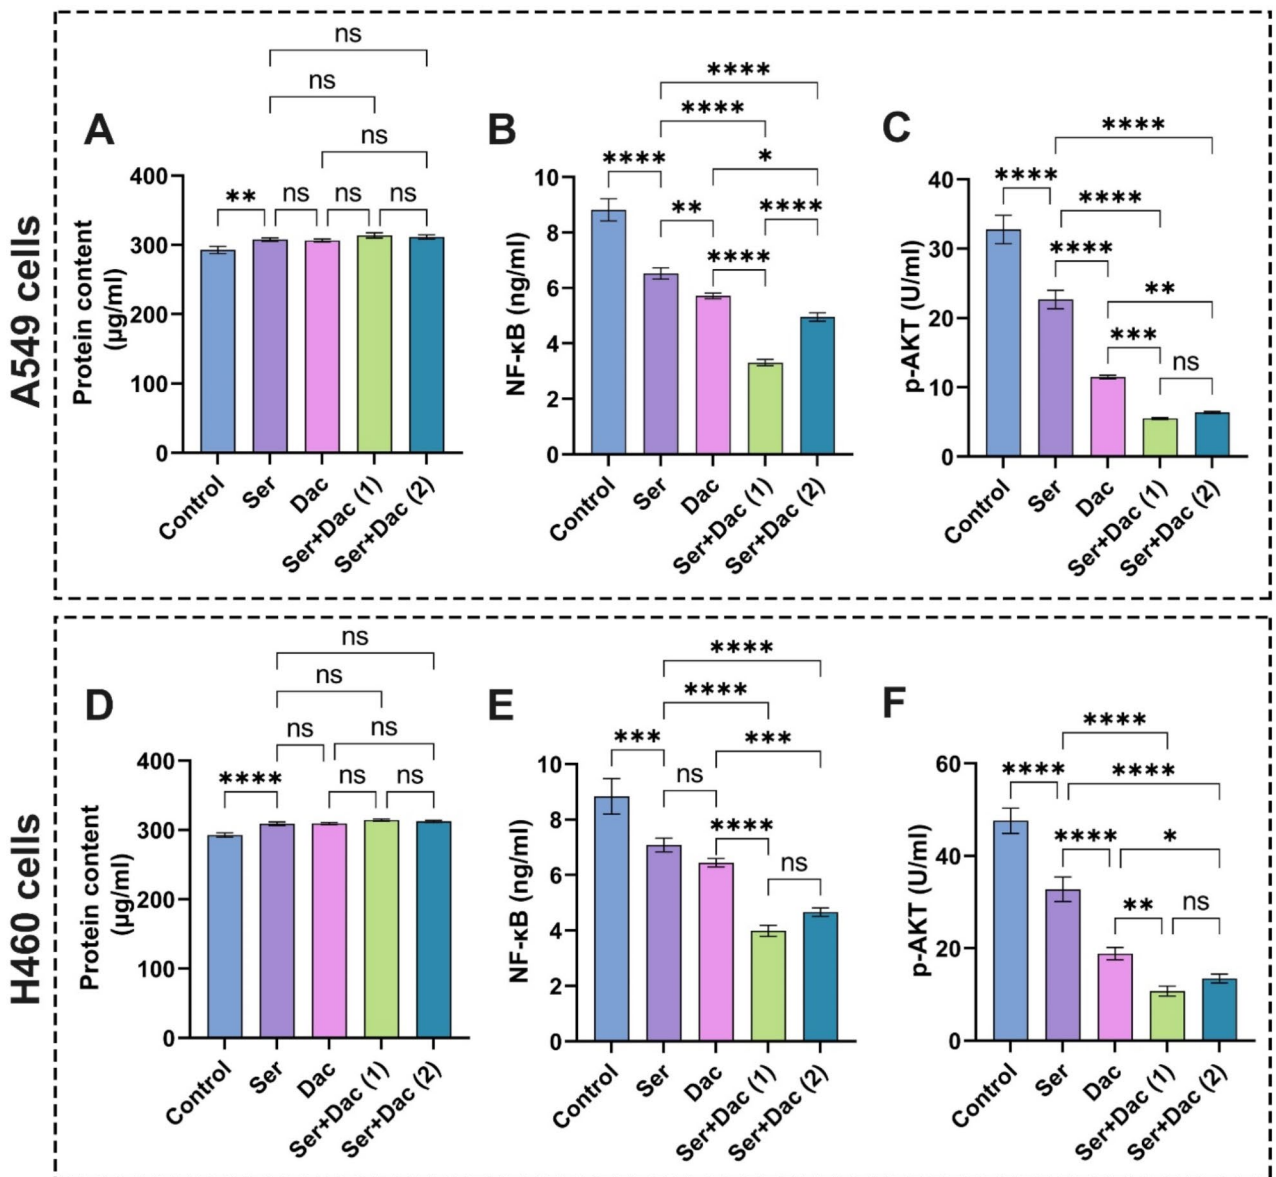 A549 cells
A
ns
ns
ns
** ns ns ns
Protein content
(µg/ml)
400
300
200
100
0
Control
Ser
Dac
Ser+Dac (1)
Ser+Dac (2)
B
****
****
**** *
** ****
****
NF-κB (ng/ml)
10
8
6
4
2
0
Control
Ser
Dac
Ser+Dac (1)
Ser+Dac (2)
C
****
**** ****
****
**
***
ns
p-AKT (U/ml)
40
30
20
10
0
Control
Ser
Dac
Ser+Dac (1)
Ser+Dac (2)
H460 cells
D
ns
ns
ns ns
**** ns ns
Protein content
(µg/ml)
400
300
200
100
0
Control
Ser
Dac
Ser+Dac (1)
Ser+Dac (2)
E
****
****
*** ***
ns
****
ns
NF-κB (ng/ml)
10
8
6
4
2
0
Control
Ser
Dac
Ser+Dac (1)
Ser+Dac (2)
F
****
**** ****
**** *
** ns
p-AKT (U/ml)
60
40
20
0
Control
Ser
Dac
Ser+Dac (1)
Ser+Dac (2)